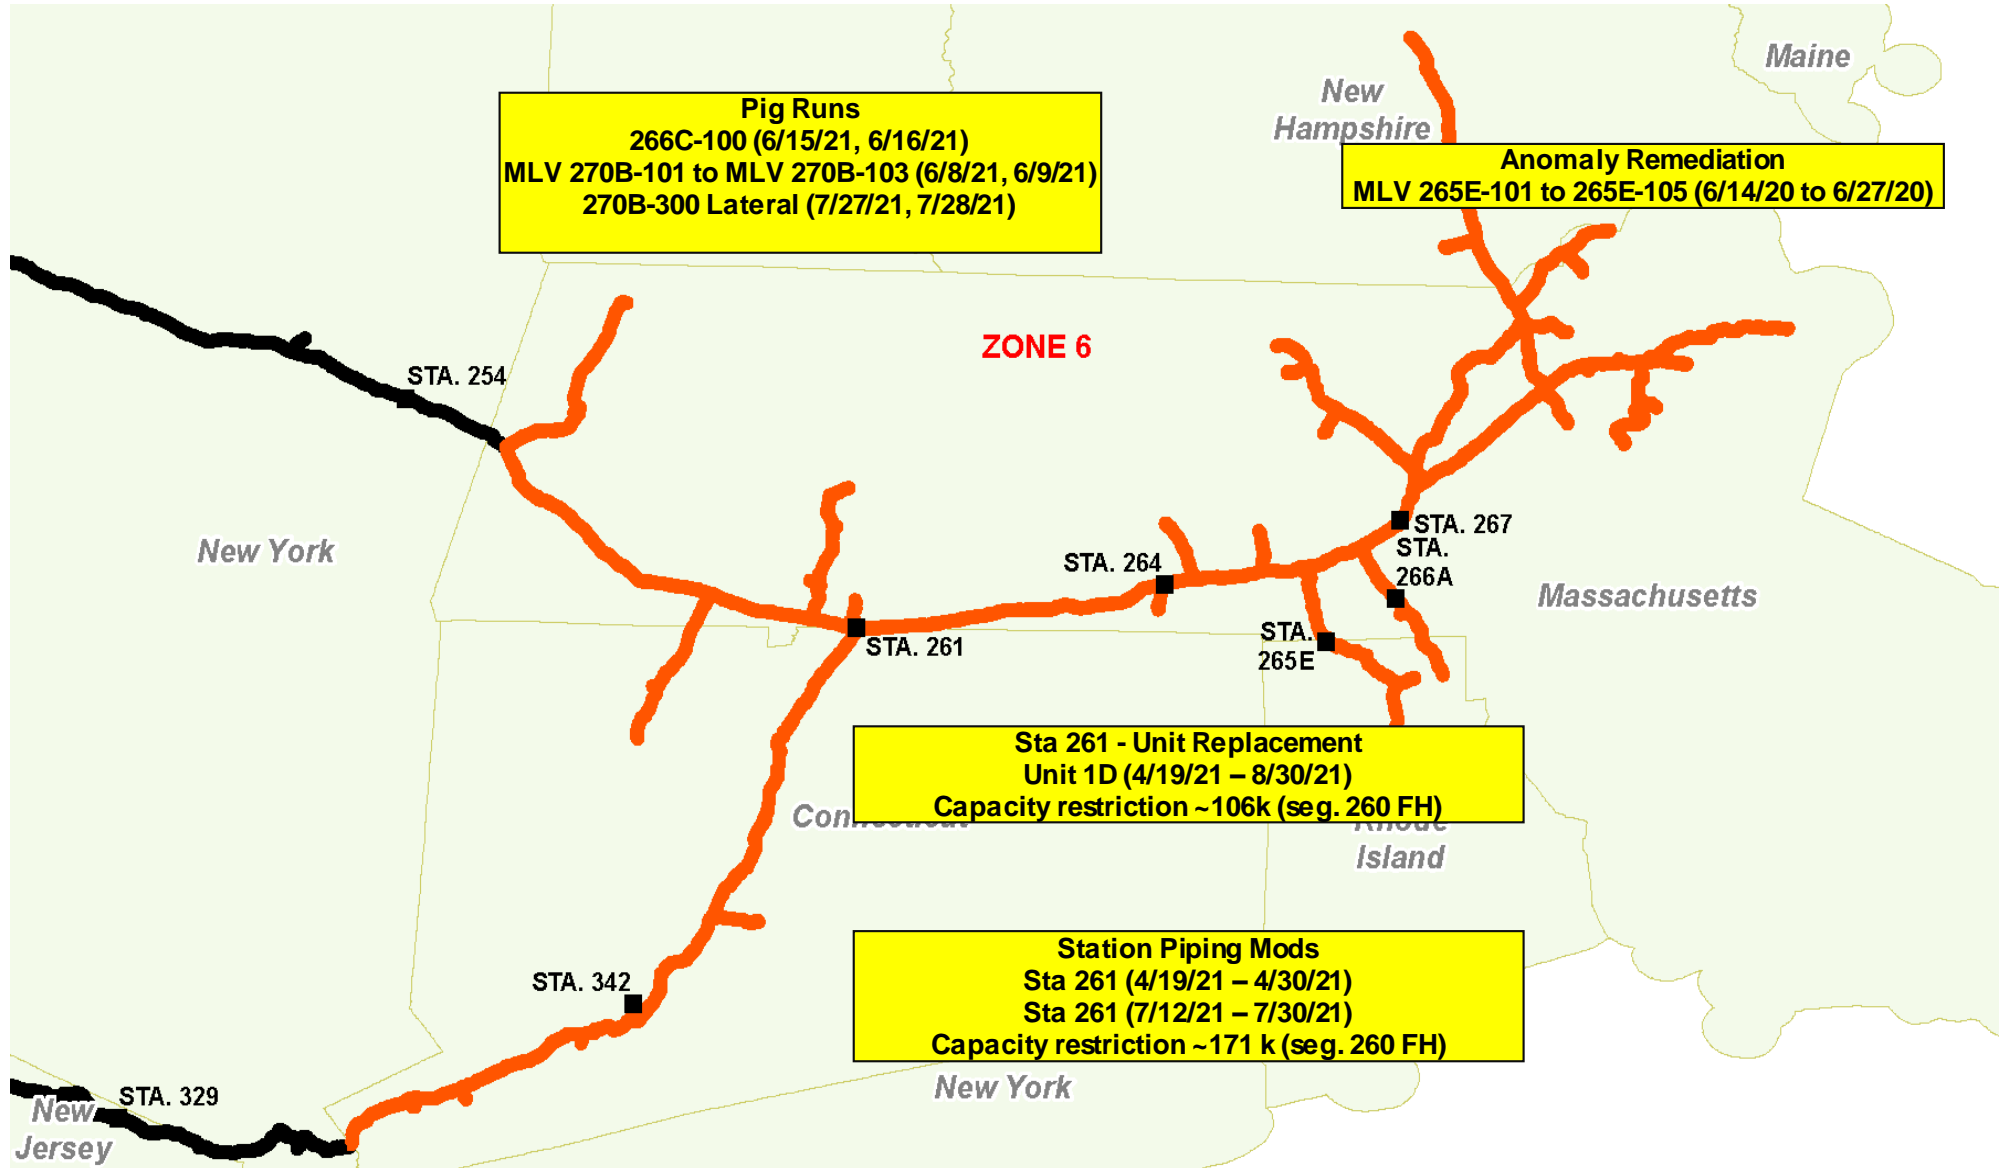 Maine
New
Hampshire
Pig Runs
266C-100 (6/15/21, 6/16/21)
MLV 270B-101 to MLV 270B-103 (6/8/21, 6/9/21)
270B-300 Lateral (7/27/21, 7/28/21)
Anomaly Remediation
MLV 265E-101 to 265E-105 (6/14/20 to 6/27/20)
ZONE 6
STA. 254
New York
STA. 264
STA. 267
STA.
266A
Massachusetts
STA. 261
STA.
265E
Sta 261 - Unit Replacement
Unit 1D (4/19/21 – 8/30/21)
Capacity restriction ~106k (seg. 260 FH)
Connecticut
Rhode
Island
Station Piping Mods
Sta 261 (4/19/21 – 4/30/21)
Sta 261 (7/12/21 – 7/30/21)
Capacity restriction ~171 k (seg. 260 FH)
STA. 342
New York
STA. 329
New
Jersey